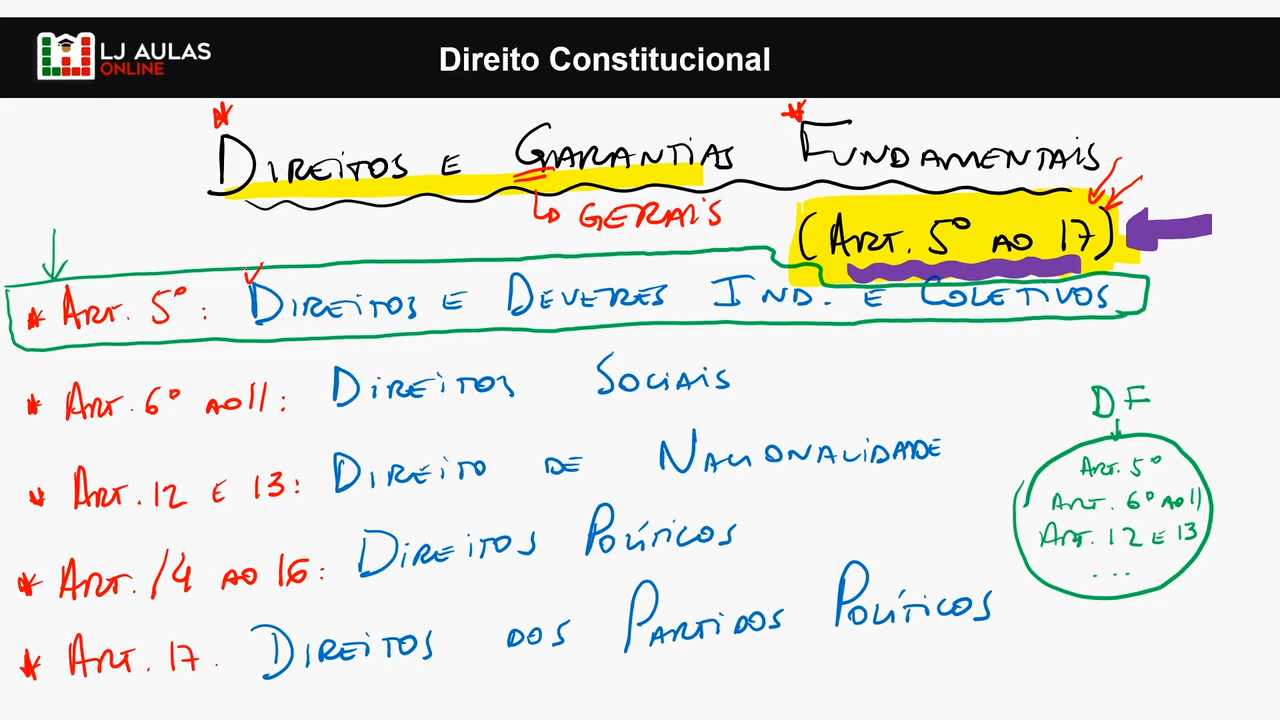 LJ AULAS
ONLINE
Direito Constitucional
* DIREITOS E GARANTIAS * FUNDAMENTAIS
↳ GERAIS
(ART. 5º AO 17)
* ART. 5º: DIREITOS E DEVERES IND. E COLETIVOS
* ART. 6º AO 11: DIREITOS SOCIAIS
* ART. 12 E 13: DIREITO DE NACIONALIDADE
* ART. 14 AO 16: DIREITOS POLÍTICOS
* ART. 17. DIREITOS DOS PARTIDOS POLÍTICOS
DF
ART. 5º
ART. 6º AO 11
ART. 12 E 13
...